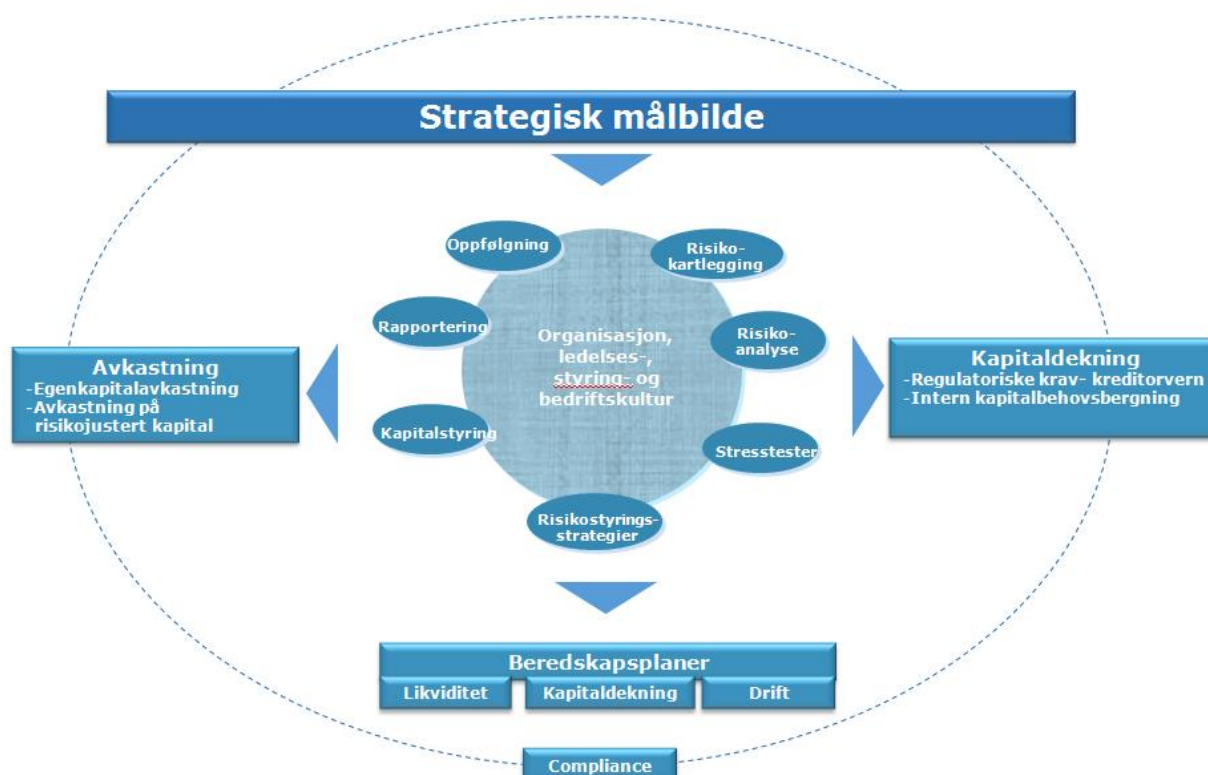 Strategisk målbilde
Oppfølgning
Risiko-
kartlegging
Rapportering
Risiko-
analyse
Organisasjon,
ledelses-,
styring- og
bedriftskultur
Kapitalstyring
Stresstester
Risikostyrings-
strategier
Avkastning
-Egenkapitalavkastning
-Avkastning på
risikojustert kapital
Kapitaldekning
-Regulatoriske krav- kreditorvern
-Intern kapitalbehovsbergning
Beredskapsplaner
Likviditet
Kapitaldekning
Drift
Compliance